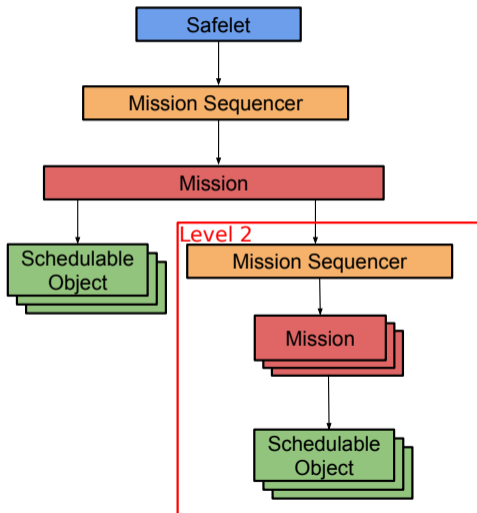 Safelet
Mission Sequencer
Mission
Level 2
Schedulable
Object
Mission Sequencer
Mission
Schedulable
Object